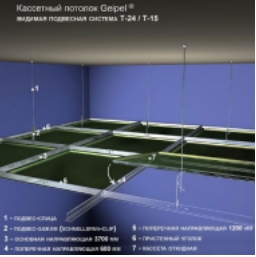 Кассетный потолок Geipel®
видимая подвесная система Т-24 / Т-15
1 - подвес-спица
2 - подвес-зажим (schnellspan-clip)
3 - основная направляющая 3700 мм
4 - поперечная направляющая 600 мм
5 - поперечная направляющая 1200 мм
6 - пристенный уголок
7 - кассета откидная